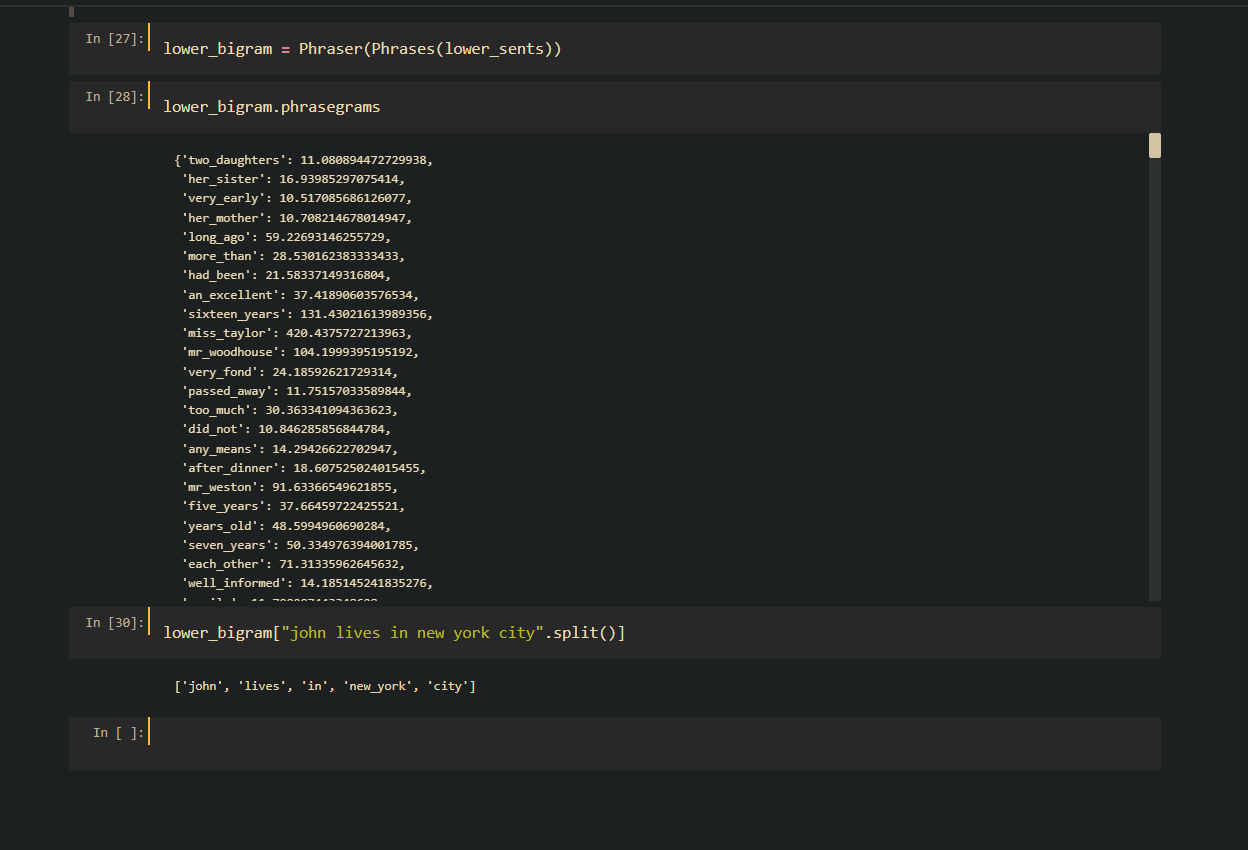 In [27]:
lower_bigram = Phraser(Phrases(lower_sents))
In [28]:
lower_bigram.phrasegrams
{'two_daughters': 11.080894472729938,
'her_sister': 16.93985297075414,
'very_early': 10.517085686126077,
'her_mother': 10.708214678014947,
'long_ago': 59.22693146255729,
'more_than': 28.530162383333433,
'had_been': 21.58337149316804,
'an_excellent': 37.41890603576534,
'sixteen_years': 131.43021613989356,
'miss_taylor': 420.4375727213963,
'mr_woodhouse': 104.1999395195192,
'very_fond': 24.18592621729314,
'passed_away': 11.75157033589844,
'too_much': 30.363341094363623,
'did_not': 10.846285856844784,
'any_means': 14.29426622702947,
'after_dinner': 18.607525024015455,
'mr_weston': 91.63366549621855,
'five_years': 37.66459722425521,
'years_old': 48.5994960690284,
'seven_years': 50.334976394001785,
'each_other': 71.31335962645632,
'well_informed': 14.185145241835276,
In [30]:
lower_bigram["john lives in new york city".split()]
['john', 'lives', 'in', 'new_york', 'city']
In [ ]: